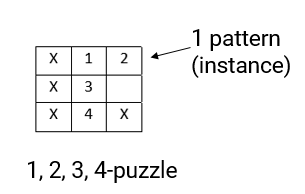 1 pattern
(instance)
X 1 2
X 3
X 4 X
1, 2, 3, 4-puzzle